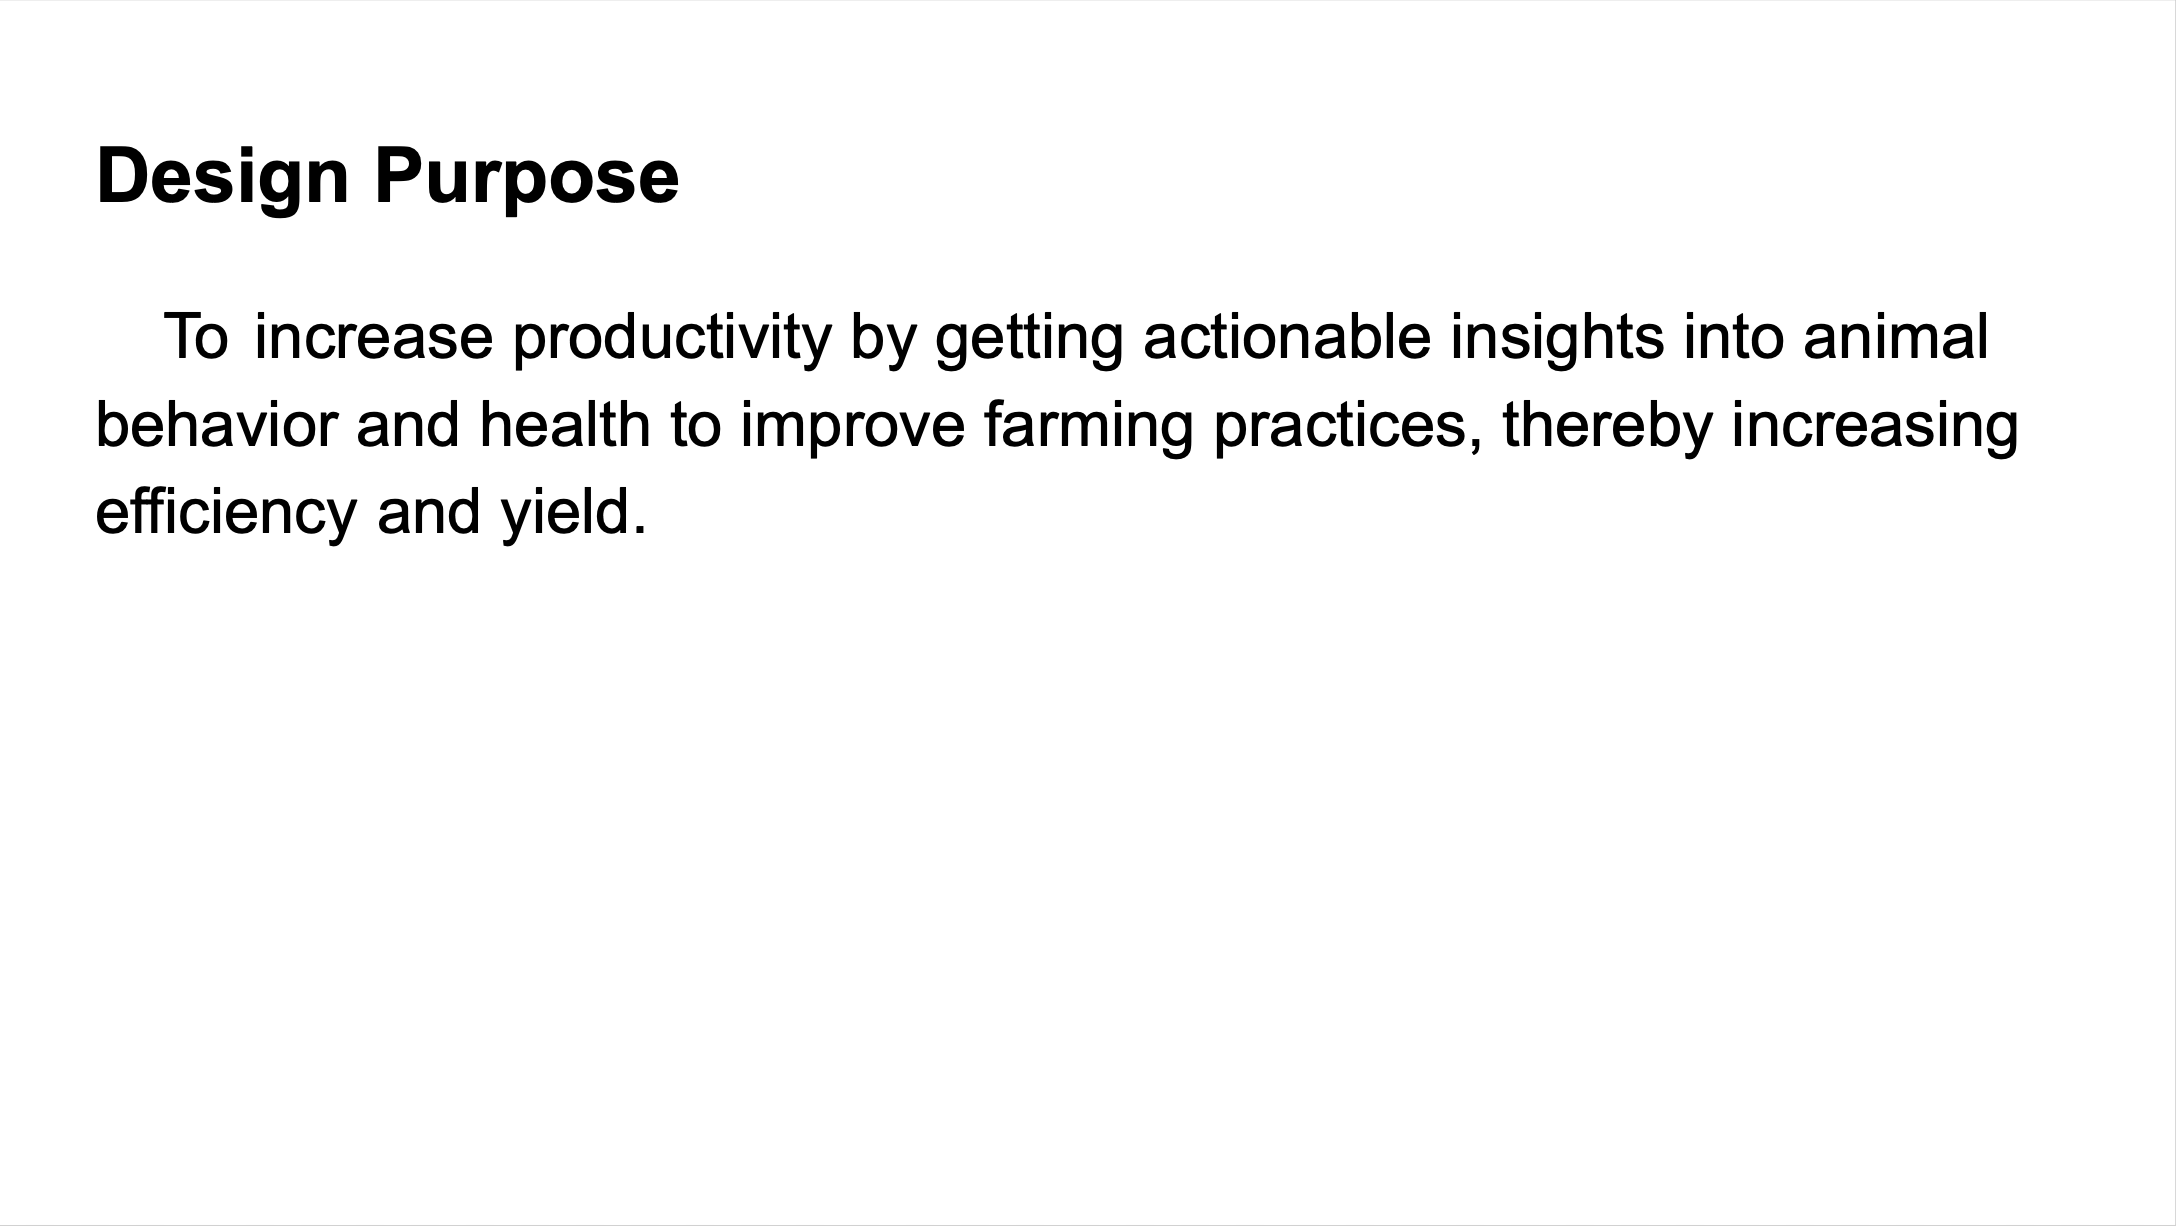 Design Purpose
To increase productivity by getting actionable insights into animal
behavior and health to improve farming practices, thereby increasing
efficiency and yield.